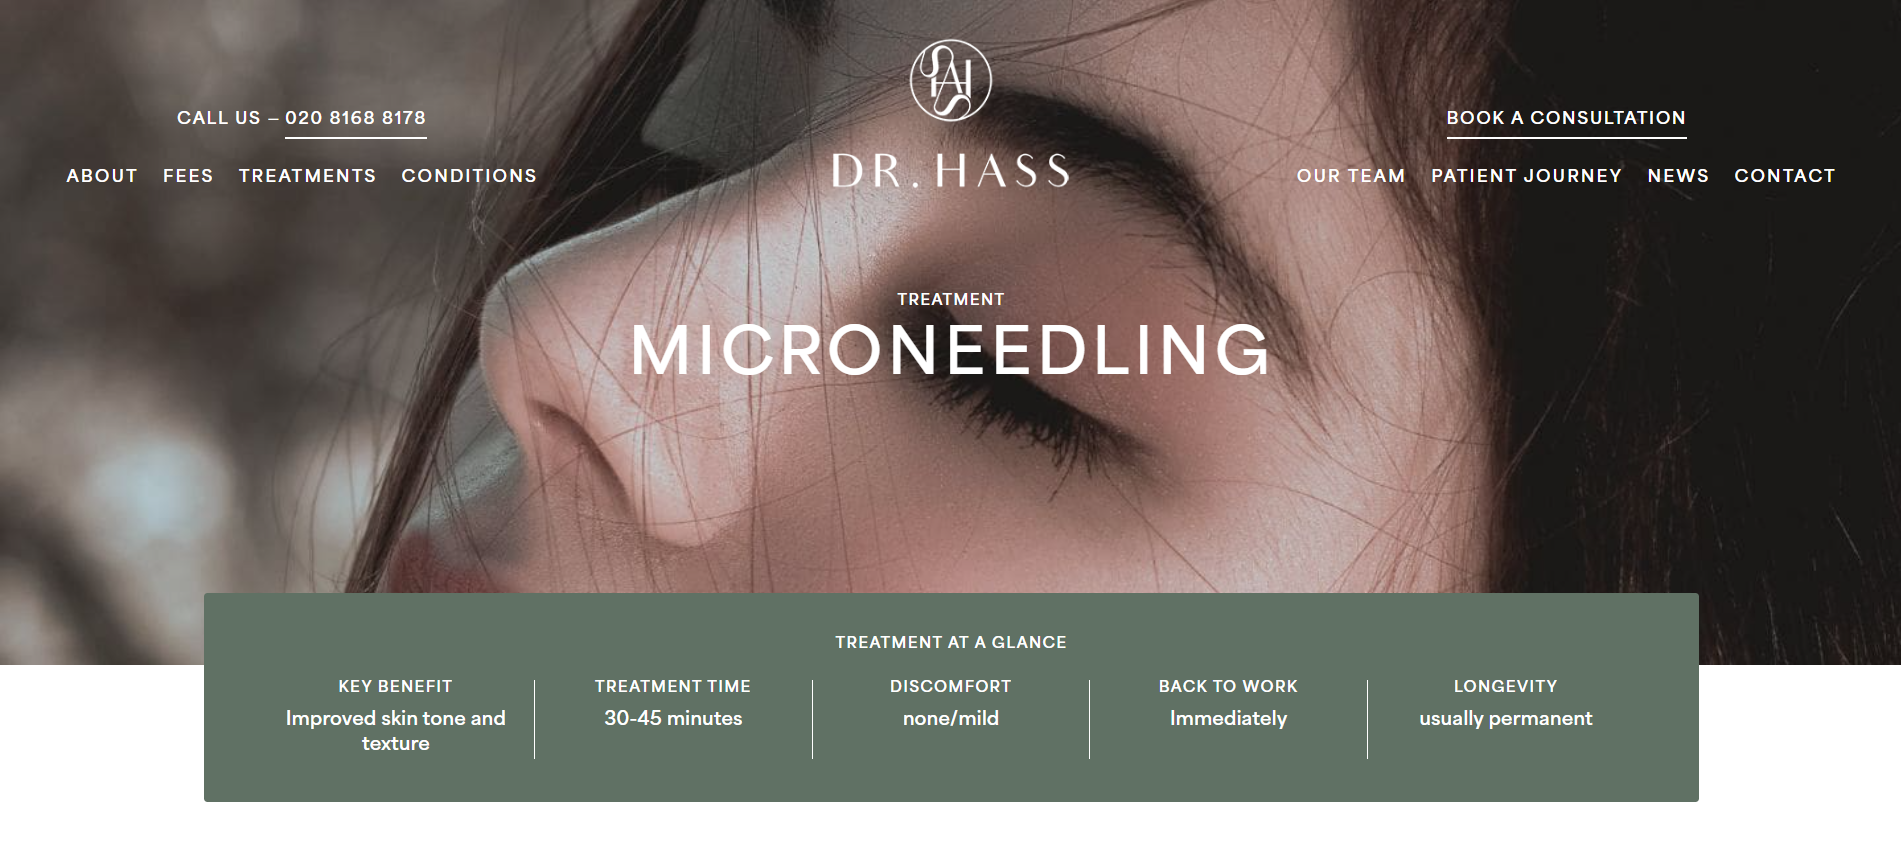 CALL US – 020 8168 8178
ABOUT FEES TREATMENTS CONDITIONS
DR. HASS
BOOK A CONSULTATION
OUR TEAM PATIENT JOURNEY NEWS CONTACT
TREATMENT
MICRONEEDLING
TREATMENT AT A GLANCE
KEY BENEFIT
Improved skin tone and
texture
TREATMENT TIME
30-45 minutes
DISCOMFORT
none/mild
BACK TO WORK
Immediately
LONGEVITY
usually permanent